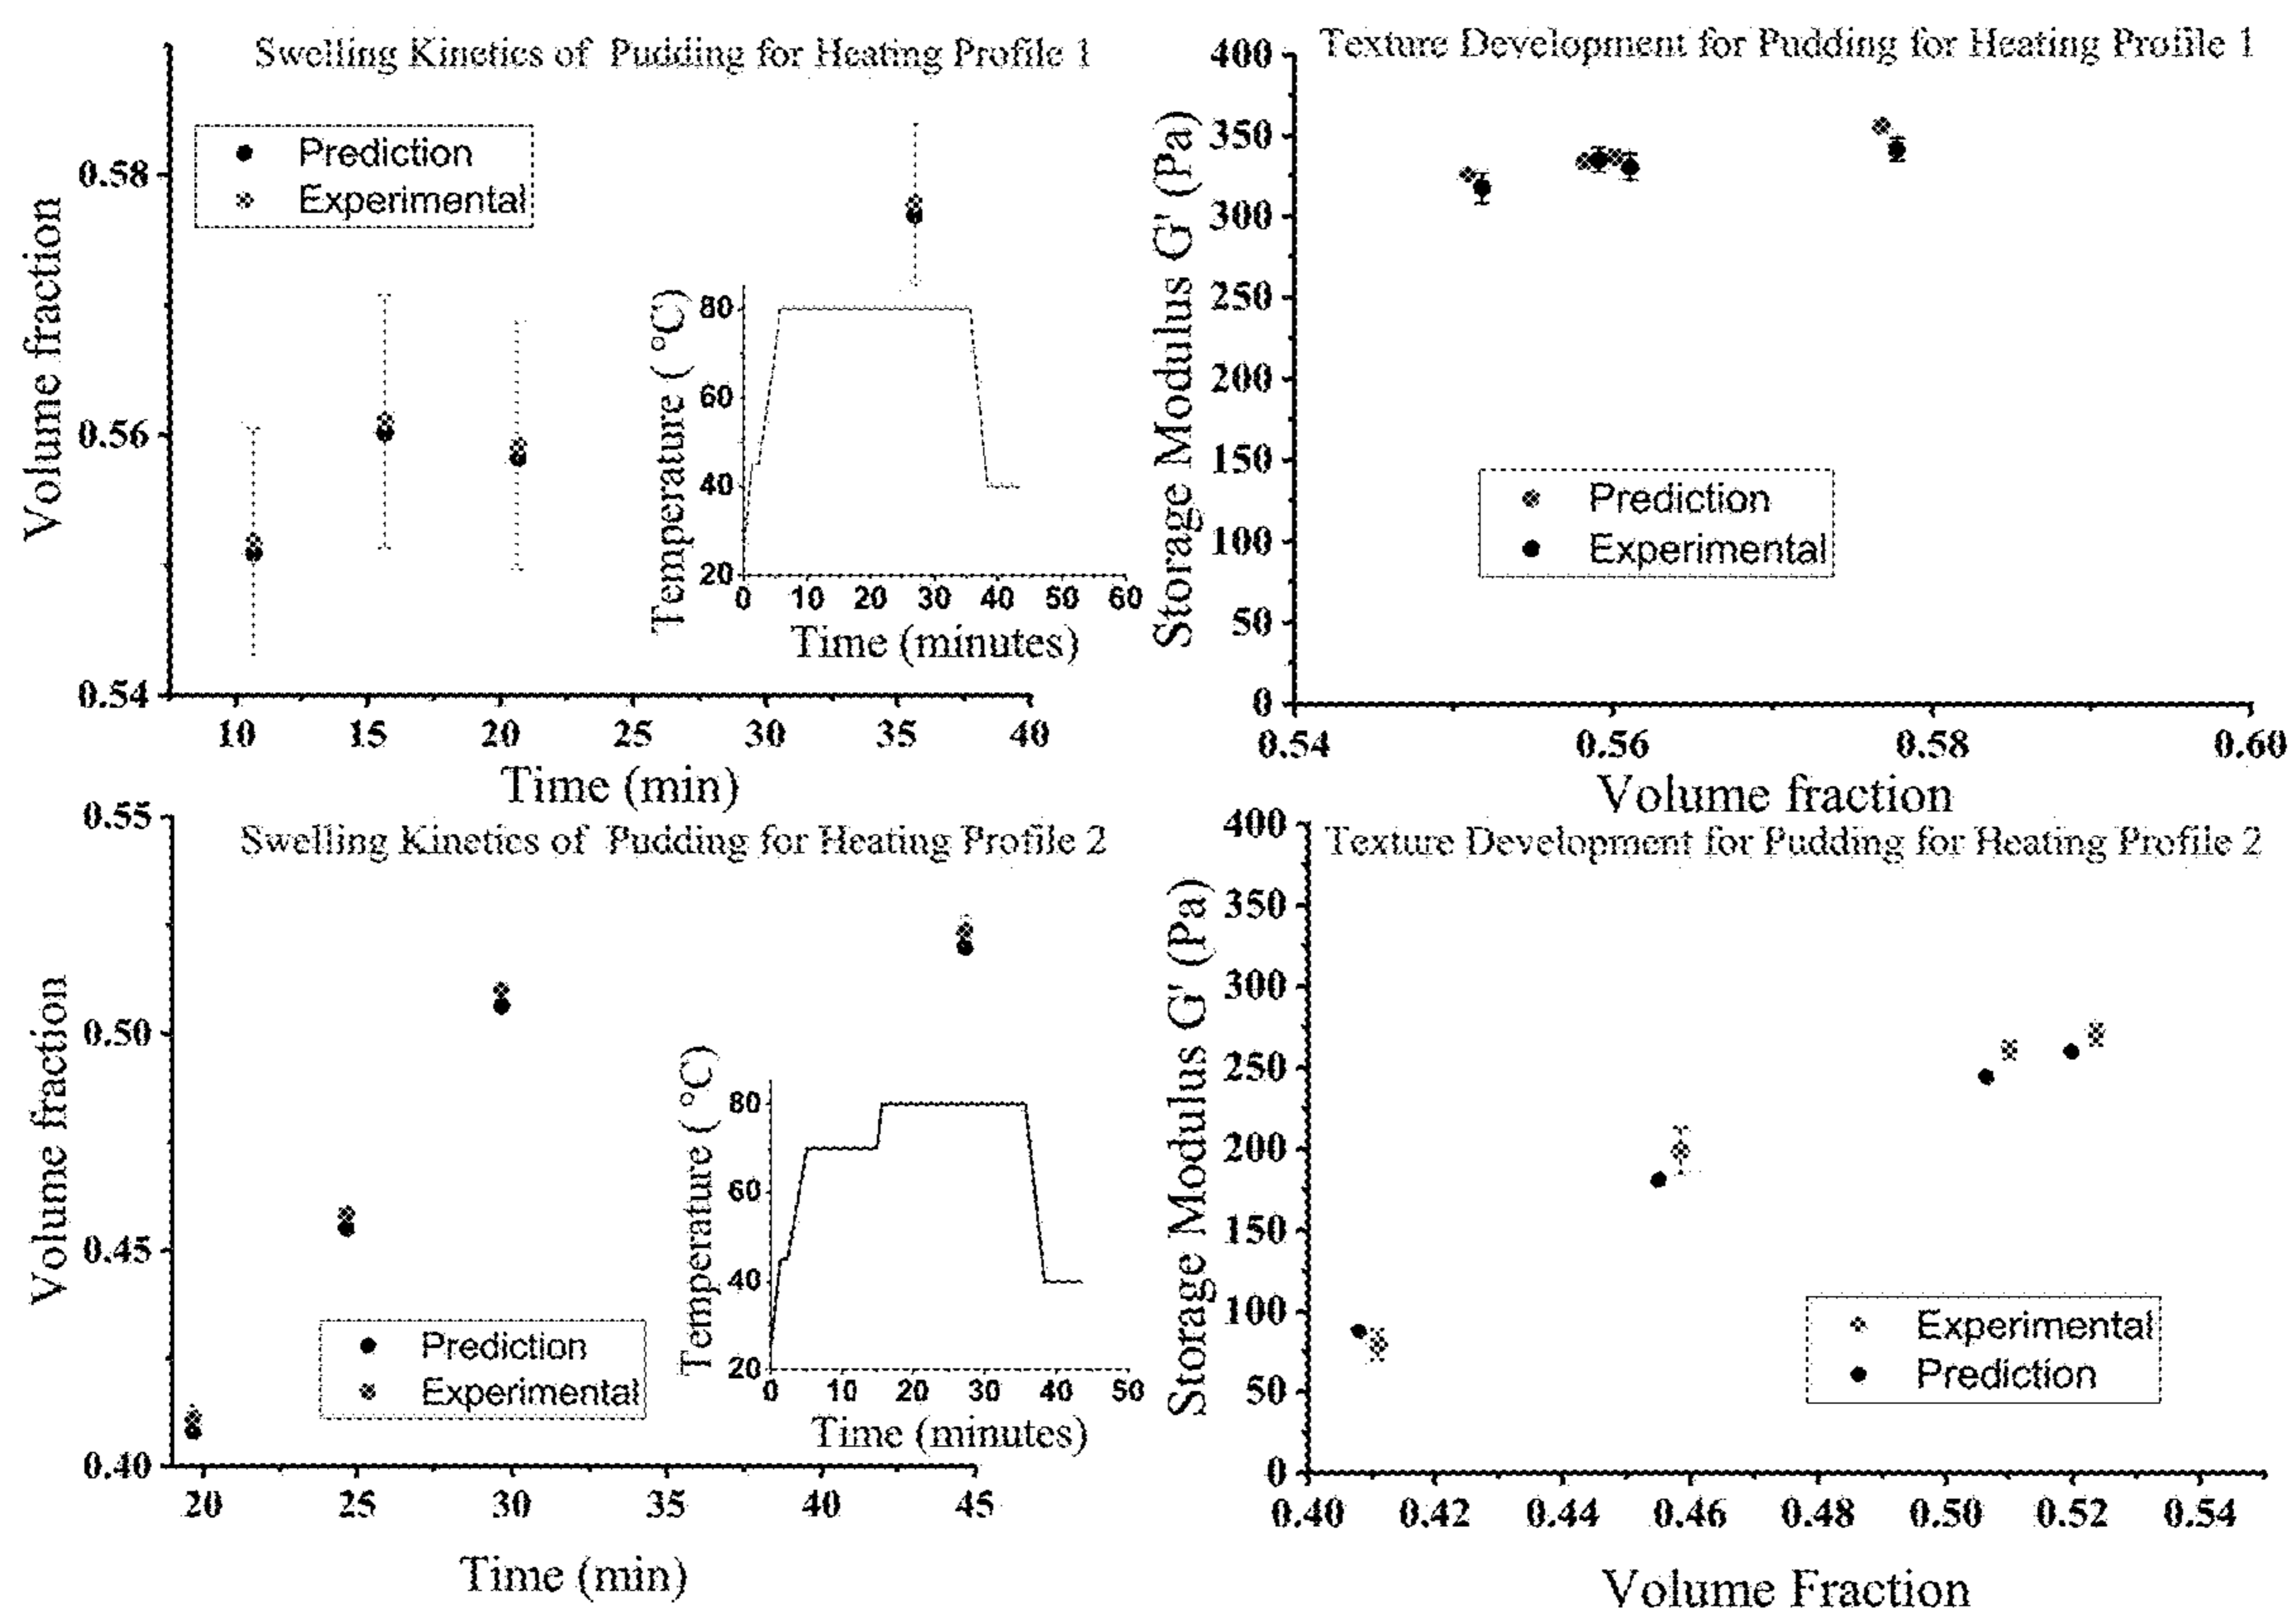 Swelling Kinetics of Pudding for Heating Profile 1
Prediction
Experimental
Volume fraction
0.58
0.56
0.54
10 15 20 25 30 35 40
Time (min)
Temperature ( °C)
80
60
40
20
0 10 20 30 40 50 60
Time (minutes)
Texture Development for Pudding for Heating Profile 1
Storage Modulus G' (Pa)
400
350
300
250
200
150
100
50
0
Prediction
Experimental
0.54 0.56 0.58 0.60
Volume fraction
Swelling Kinetics of Pudding for Heating Profile 2
Volume fraction
0.55
0.50
0.45
0.40
Prediction
Experimental
20 25 30 35 40 45
Time (min)
Temperature ( °C)
80
60
40
20
0 10 20 30 40 50
Time (minutes)
Texture Development for Pudding for Heating Profile 2
Storage Modulus G' (Pa)
400
350
300
250
200
150
100
50
0
Experimental
Prediction
0.40 0.42 0.44 0.46 0.48 0.50 0.52 0.54
Volume Fraction